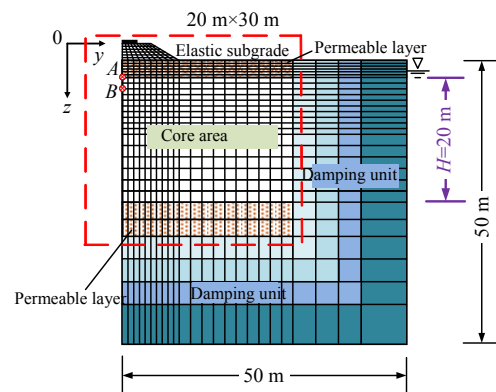 20 m×30 m
0
y
Elastic subgrade
Permeable layer
A
B
z
Core area
H=20 m
Damping unit
50 m
Permeable layer
Damping unit
50 m